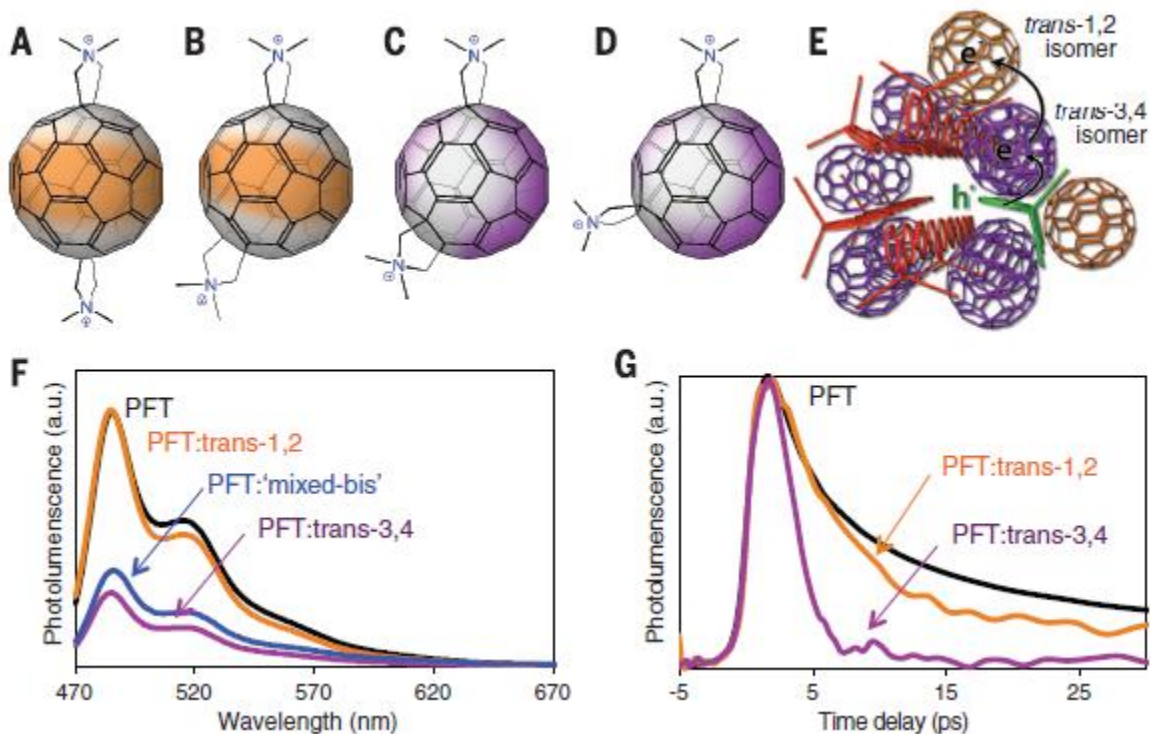 A
B
C
D
E
N
⊕
N
⊕
N
⊕
N
⊕
N
⊕
N
⊕
N
⊕
N
⊕
trans-1,2
isomer
e-
trans-3,4
isomer
e-
h+
F
Photolumenscence (a.u.)
PFT
PFT:trans-1,2
PFT:'mixed-bis'
PFT:trans-3,4
470
520
570
620
670
Wavelength (nm)
G
Photolumenscence (a.u.)
PFT
PFT:trans-1,2
PFT:trans-3,4
-5
5
15
25
Time delay (ps)